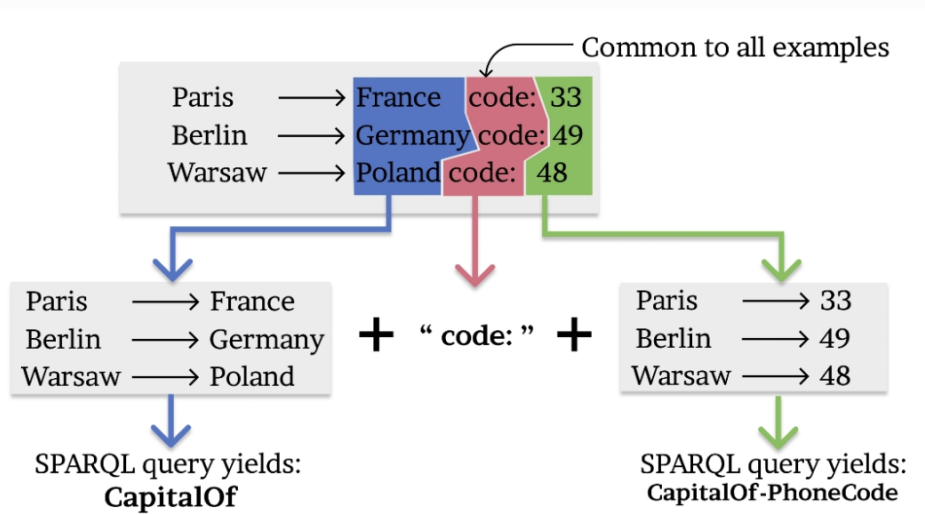 Common to all examples
Paris → France code: 33
Berlin → Germany code: 49
Warsaw → Poland code: 48
Paris → France
Berlin → Germany
Warsaw → Poland
+ “ code: ” +
Paris → 33
Berlin → 49
Warsaw → 48
SPARQL query yields:
CapitalOf
SPARQL query yields:
CapitalOf-PhoneCode